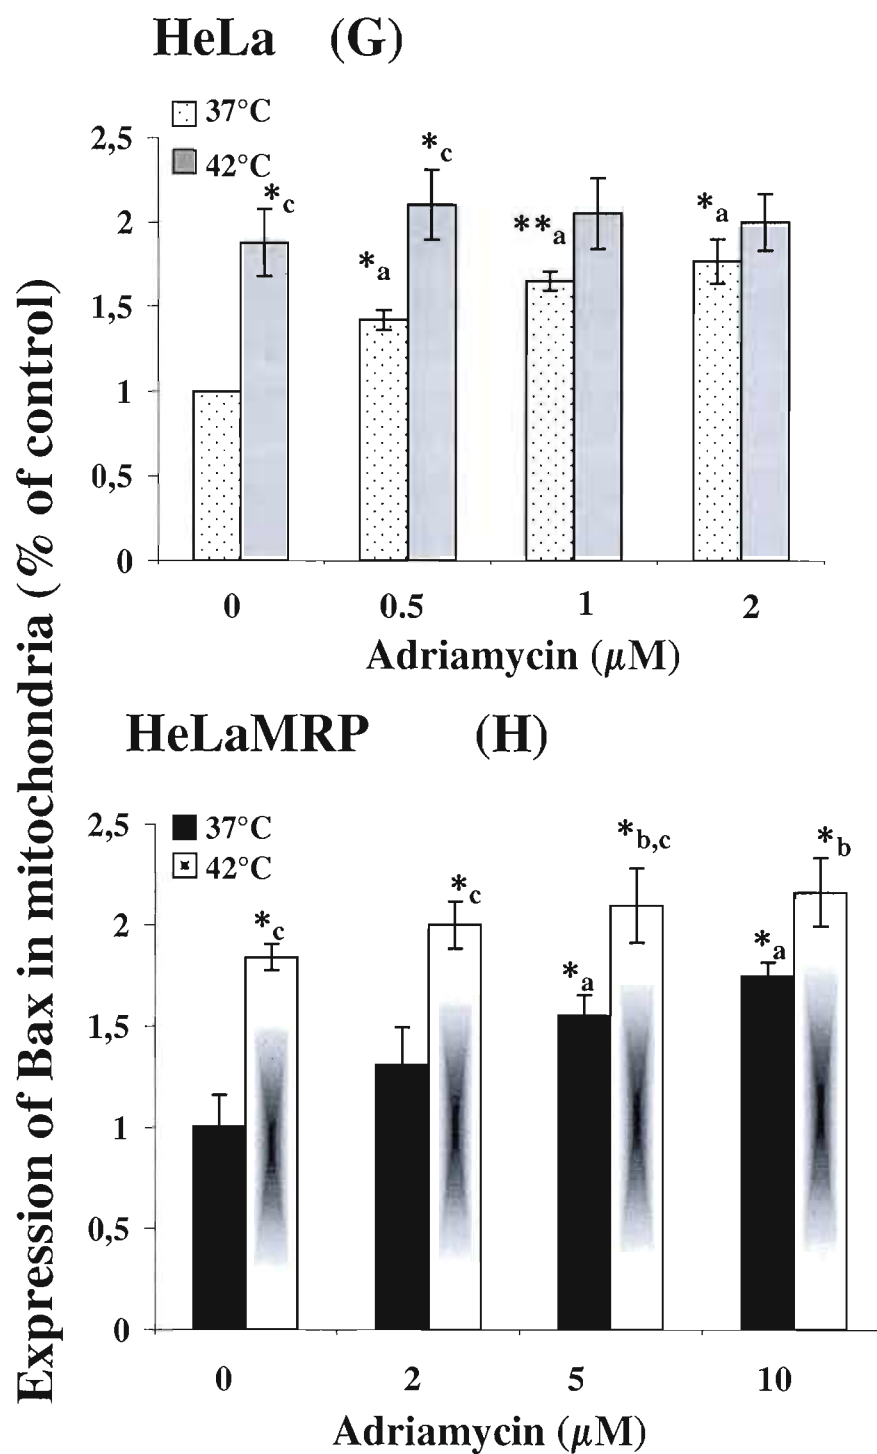 HeLa (G)
37°C
42°C
2,5
2
1,5
1
0,5
0
*c
*a
*c
**a
*a
0 0.5 1 2
Adriamycin (µM)
Expression of Bax in mitochondria (% of control)
HeLaMRP (H)
37°C
42°C
2,5
2
1,5
1
0,5
0
*c
*c
*a
*b,c
*a
*b
0 2 5 10
Adriamycin (µM)